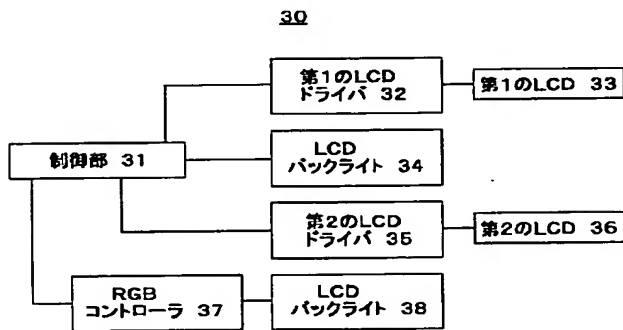 30
第1のLCD
ドライバ 32
第1のLCD 33
制御部 31
LCD
バックライト 34
第2のLCD
ドライバ 35
第2のLCD 36
RGB
コントローラ 37
LCD
バックライト 38